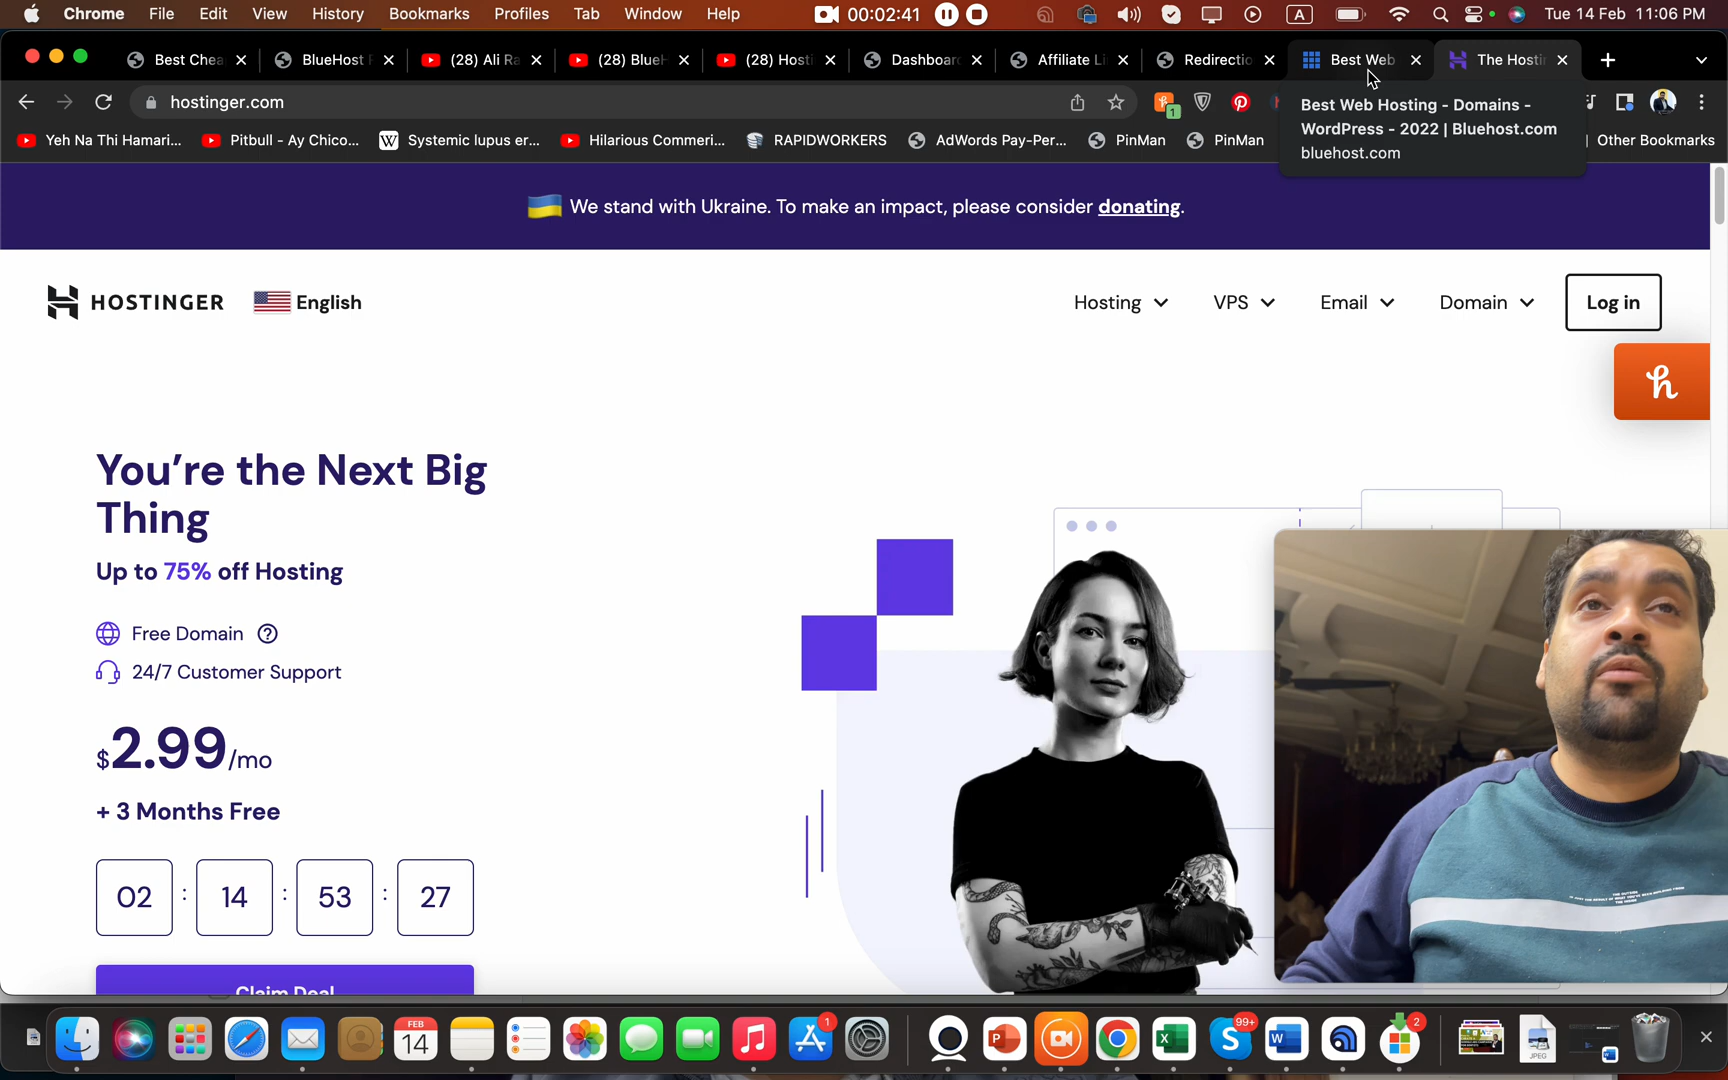 Chrome File Edit View History Bookmarks Profiles Tab Window Help 00:02:41 A Tue 14 Feb 11:06 PM
Best Chea BlueHost (28) Ali Ra (28) Blue (28) Hosti Dashboar Affiliate Li Redirectio Best Web The Hosti
hostinger.com 1
Best Web Hosting - Domains -
WordPress - 2022 | Bluehost.com
bluehost.com
Yeh Na Thi Hamari... Pitbull - Ay Chico... W Systemic lupus er... Hilarious Commeri... RAPIDWORKERS AdWords Pay-Per... PinMan PinMan Other Bookmarks
We stand with Ukraine. To make an impact, please consider donating.
HOSTINGER English Hosting VPS Email Domain Log in
You're the Next Big
Thing
Up to 75% off Hosting
Free Domain ?
24/7 Customer Support
$2.99/mo
+ 3 Months Free
02 : 14 : 53 : 27
Claim Deal
FEB
14
1
P
X
S
99+
W
2
JPEG